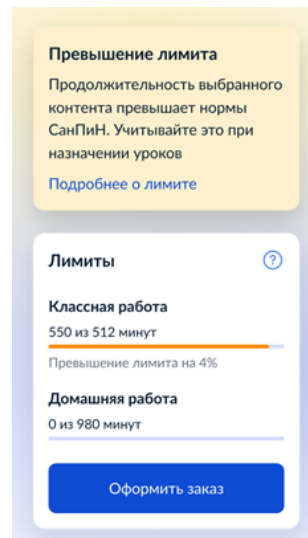 Превышение лимита
Продолжительность выбранного
контента превышает нормы
СанПиН. Учитывайте это при
назначении уроков
Подробнее о лимите
Лимиты
?
Классная работа
550 из 512 минут
Превышение лимита на 4%
Домашняя работа
0 из 980 минут
Оформить заказ